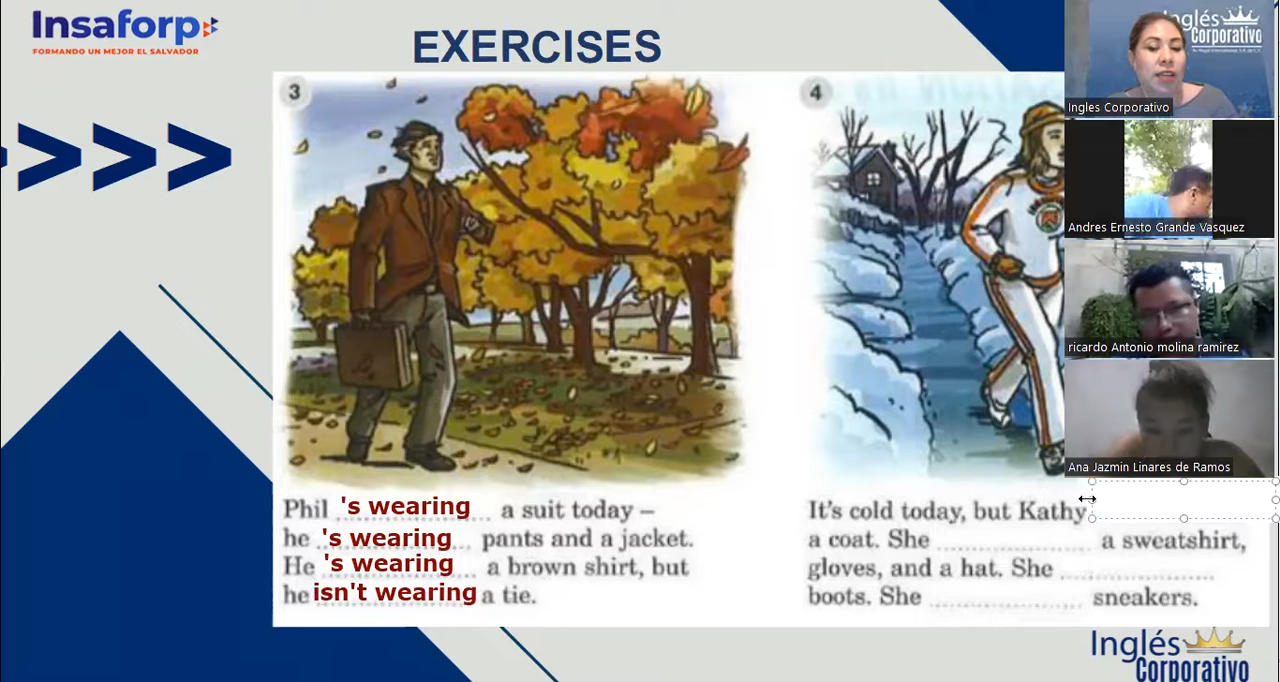 Insaforp
FORMANDO UN MEJOR EL SALVADOR
EXERCISES
3
Phil 's wearing a suit today –
he 's wearing pants and a jacket.
He 's wearing a brown shirt, but
he isn't wearing a tie.
4
It's cold today, but Kathy
a coat. She .......... a sweatshirt,
gloves, and a hat. She ..........
boots. She .......... sneakers.
Inglés
Corporativo
Ingles Corporativo
Andres Ernesto Grande Vasquez
ricardo Antonio molina ramirez
Ana Jazmin Linares de Ramos
Inglés
Corporativo